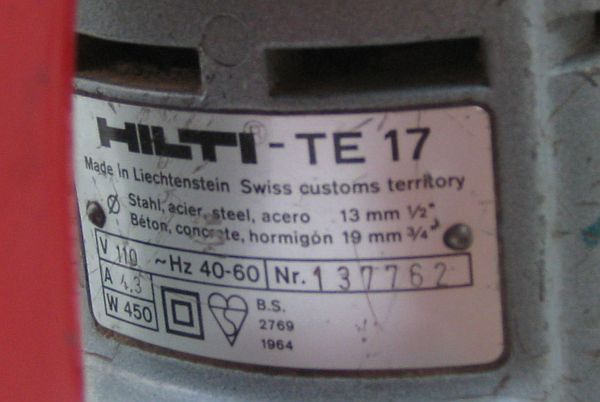 HILTI® - TE 17
Made in Liechtenstein Swiss customs territory
Ø Stahl, acier, steel, acero 13 mm ½"
Béton, concrete, hormigón 19 mm ¾"
V 110 ~Hz 40-60 Nr. 137762
A 4,3
W 450
B.S.
2769
1964